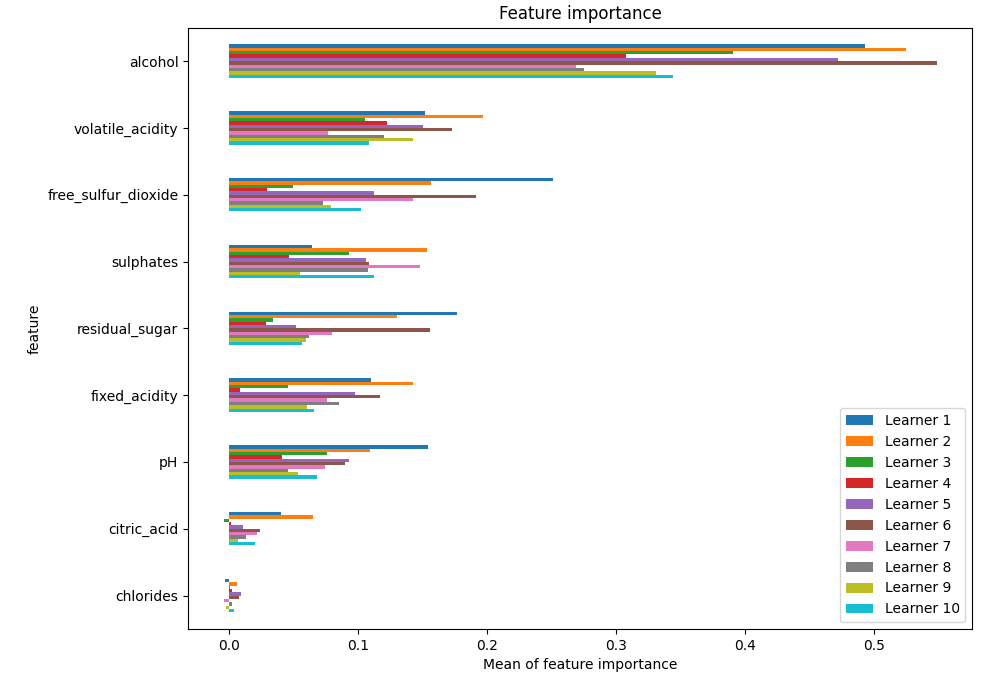 Feature importance
alcohol
volatile_acidity
free_sulfur_dioxide
sulphates
residual_sugar
fixed_acidity
pH
citric_acid
chlorides
feature
0.0 0.1 0.2 0.3 0.4 0.5
Mean of feature importance
Learner 1
Learner 2
Learner 3
Learner 4
Learner 5
Learner 6
Learner 7
Learner 8
Learner 9
Learner 10